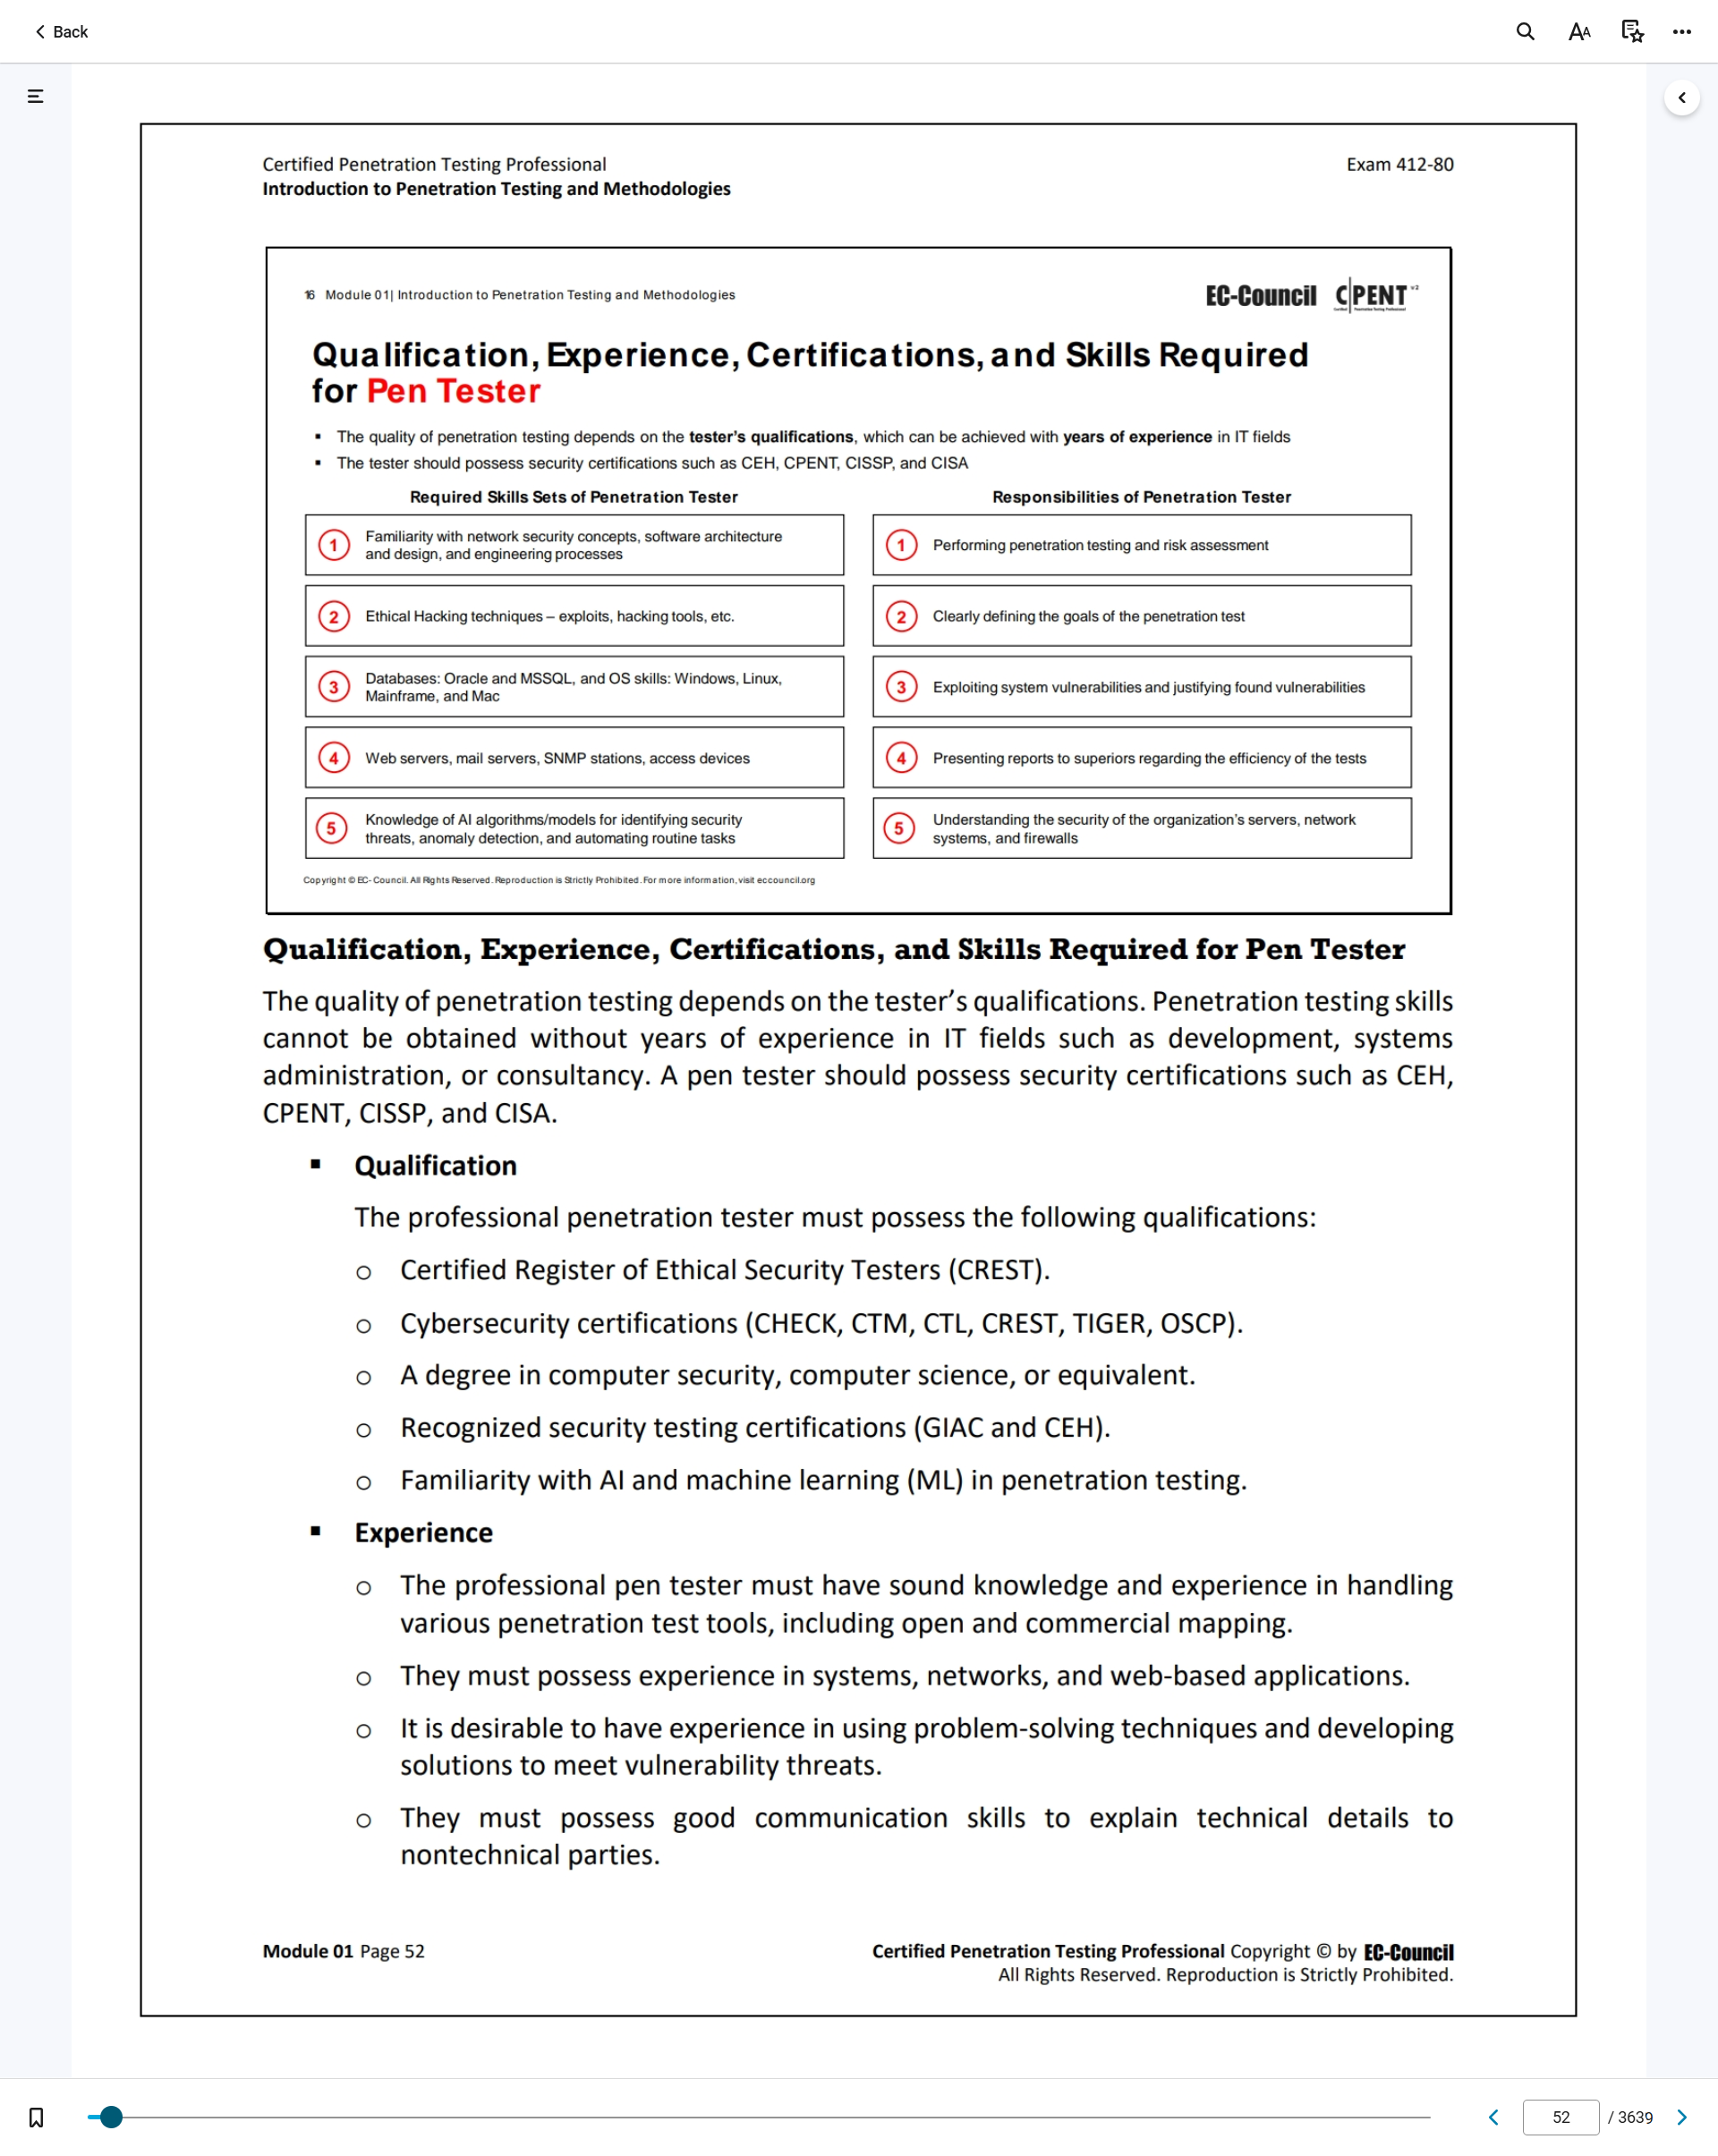 Back
Certified Penetration Testing Professional
Exam 412-80
Introduction to Penetration Testing and Methodologies
16 Module 01| Introduction to Penetration Testing and Methodologies
EC-Council C|PENT v2
Qualification, Experience, Certifications, and Skills Required
for Pen Tester
▪ The quality of penetration testing depends on the tester's qualifications, which can be achieved with years of experience in IT fields
▪ The tester should possess security certifications such as CEH, CPENT, CISSP, and CISA
Required Skills Sets of Penetration Tester
1 Familiarity with network security concepts, software architecture
and design, and engineering processes
2 Ethical Hacking techniques – exploits, hacking tools, etc.
3 Databases: Oracle and MSSQL, and OS skills: Windows, Linux,
Mainframe, and Mac
4 Web servers, mail servers, SNMP stations, access devices
5 Knowledge of AI algorithms/models for identifying security
threats, anomaly detection, and automating routine tasks
Responsibilities of Penetration Tester
1 Performing penetration testing and risk assessment
2 Clearly defining the goals of the penetration test
3 Exploiting system vulnerabilities and justifying found vulnerabilities
4 Presenting reports to superiors regarding the efficiency of the tests
5 Understanding the security of the organization's servers, network
systems, and firewalls
Copyright © EC-Council. All Rights Reserved. Reproduction is Strictly Prohibited. For more information, visit eccouncil.org
Qualification, Experience, Certifications, and Skills Required for Pen Tester
The quality of penetration testing depends on the tester's qualifications. Penetration testing skills
cannot be obtained without years of experience in IT fields such as development, systems
administration, or consultancy. A pen tester should possess security certifications such as CEH,
CPENT, CISSP, and CISA.
▪ Qualification
The professional penetration tester must possess the following qualifications:
o Certified Register of Ethical Security Testers (CREST).
o Cybersecurity certifications (CHECK, CTM, CTL, CREST, TIGER, OSCP).
o A degree in computer security, computer science, or equivalent.
o Recognized security testing certifications (GIAC and CEH).
o Familiarity with AI and machine learning (ML) in penetration testing.
▪ Experience
o The professional pen tester must have sound knowledge and experience in handling
various penetration test tools, including open and commercial mapping.
o They must possess experience in systems, networks, and web-based applications.
o It is desirable to have experience in using problem-solving techniques and developing
solutions to meet vulnerability threats.
o They must possess good communication skills to explain technical details to
nontechnical parties.
Module 01 Page 52
Certified Penetration Testing Professional Copyright © by EC-Council
All Rights Reserved. Reproduction is Strictly Prohibited.
52 / 3639